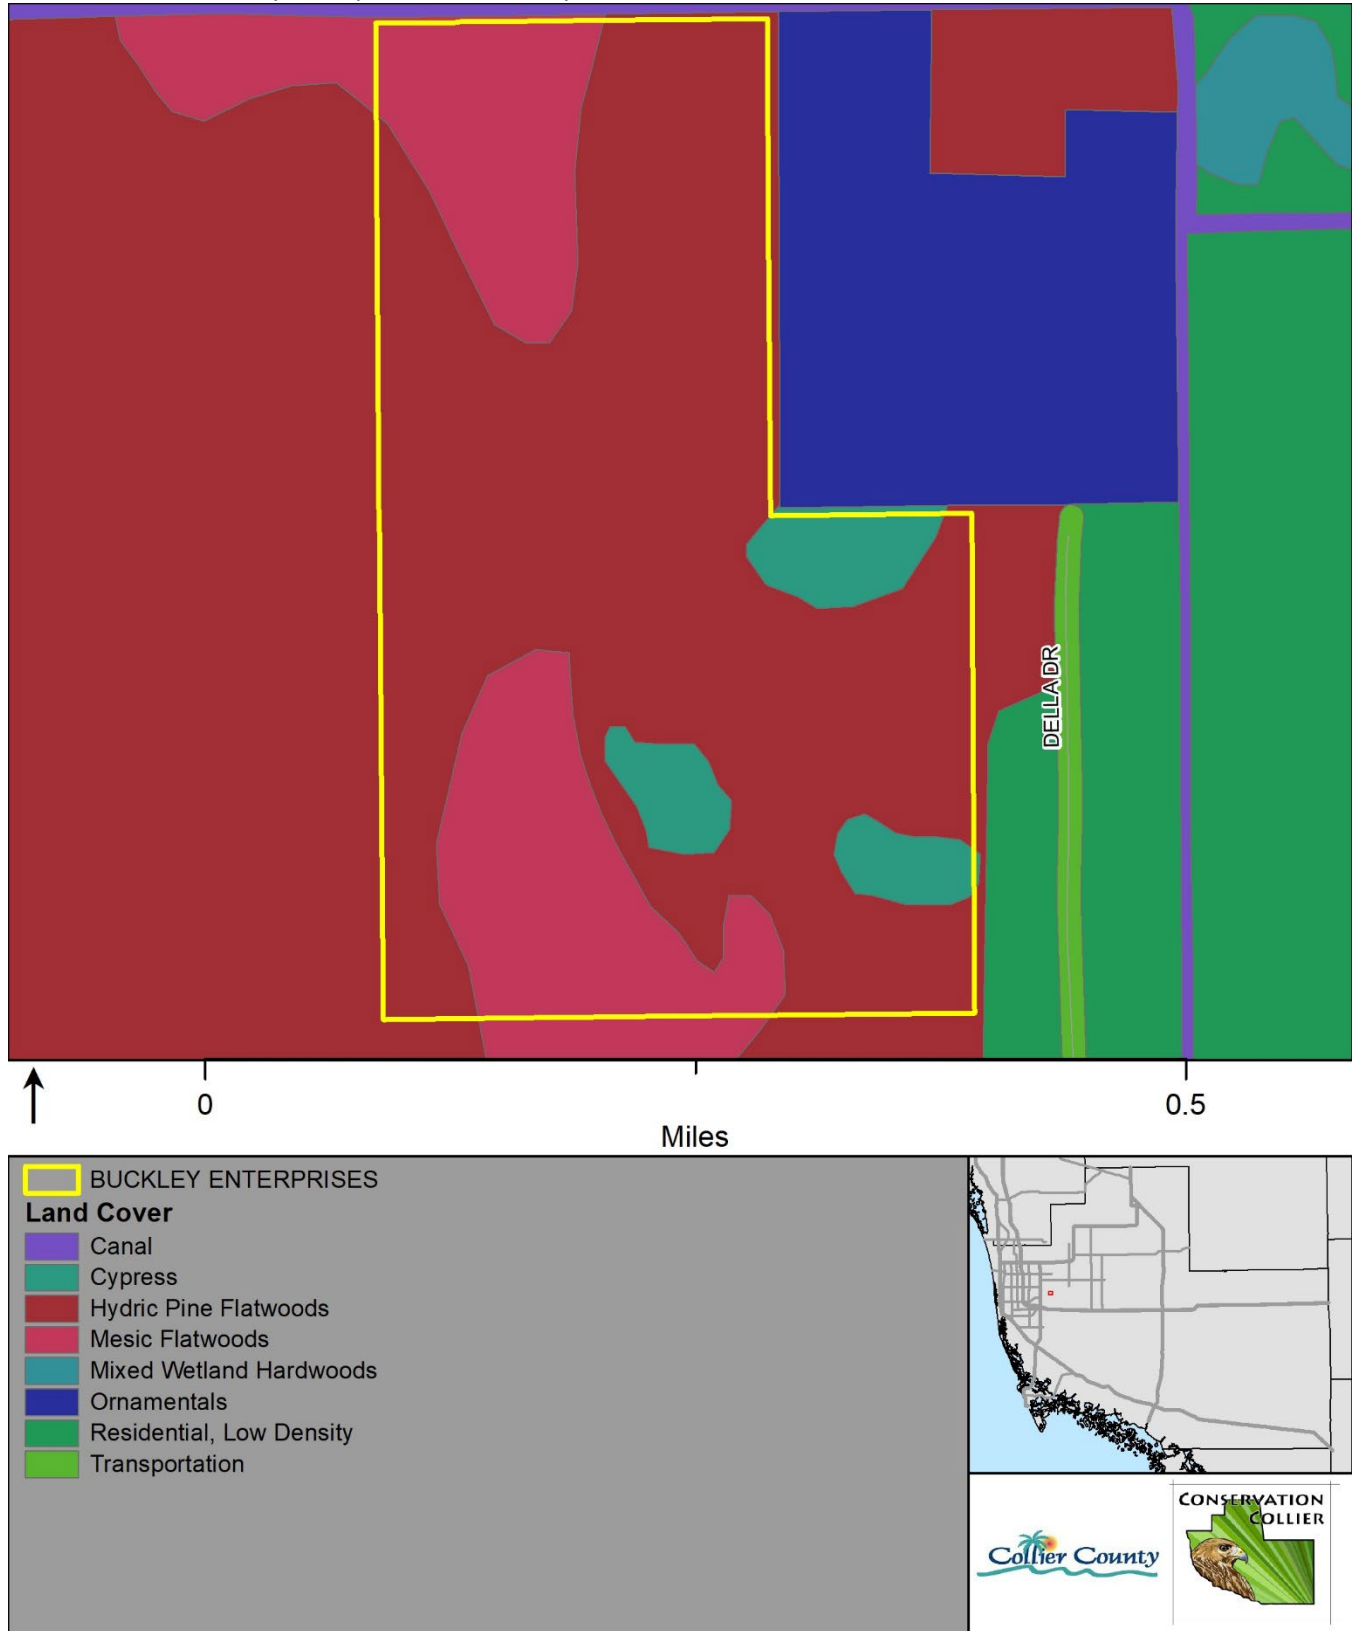 DELLA DR
0
0.5
Miles
BUCKLEY ENTERPRISES
Land Cover
Canal
Cypress
Hydric Pine Flatwoods
Mesic Flatwoods
Mixed Wetland Hardwoods
Ornamentals
Residential, Low Density
Transportation
Collier County
CONSERVATION
COLLIER